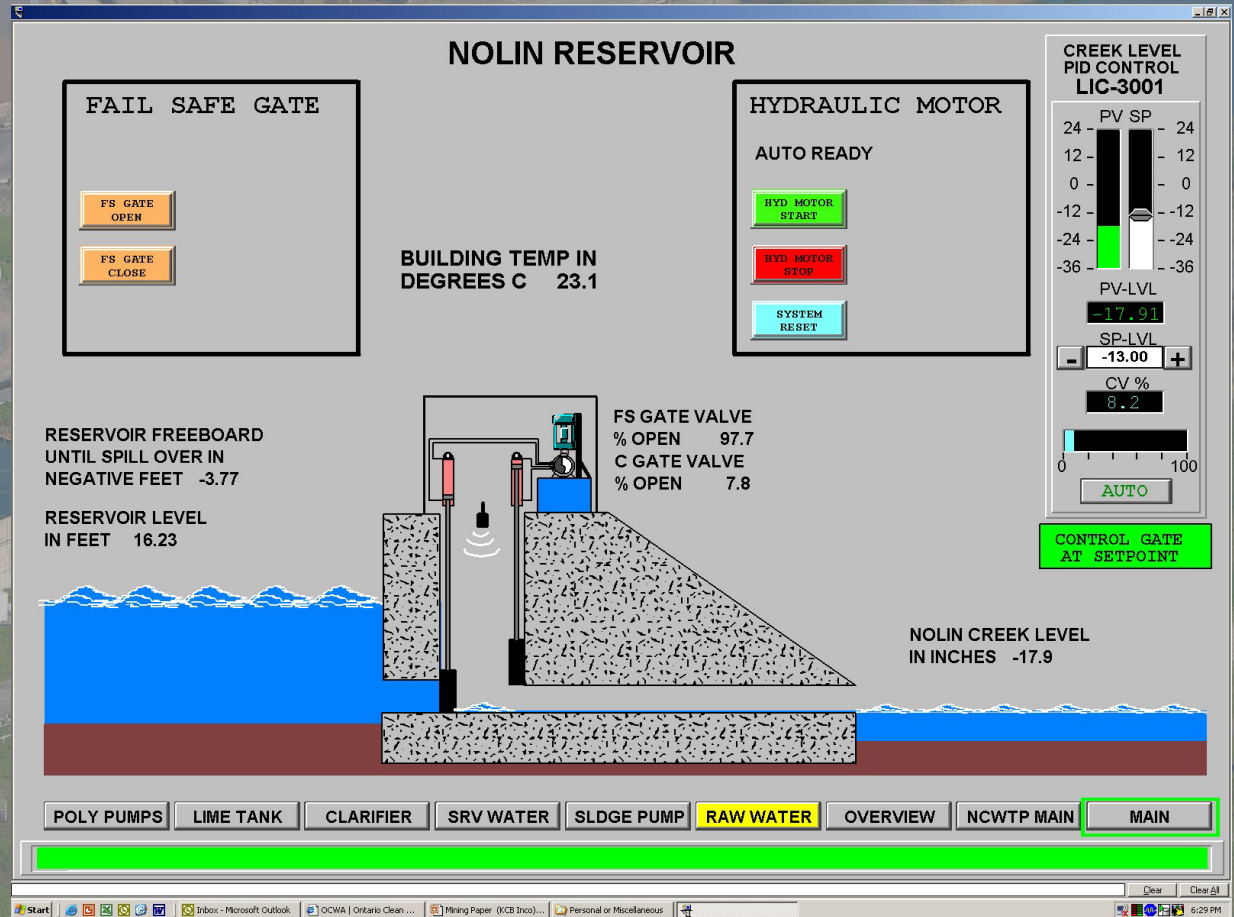 NOLIN RESERVOIR
FAIL SAFE GATE
FS GATE
OPEN
FS GATE
CLOSE
BUILDING TEMP IN
DEGREES C 23.1
HYDRAULIC MOTOR
AUTO READY
HYD MOTOR
START
HYD MOTOR
STOP
SYSTEM
RESET
CREEK LEVEL
PID CONTROL
LIC-3001
PV SP
24 24
12 12
0 0
-12 -12
-24 -24
-36 -36
PV-LVL
-17.91
SP-LVL
- -13.00 +
CV %
8.2
0 100
AUTO
CONTROL GATE
AT SETPOINT
RESERVOIR FREEBOARD
UNTIL SPILL OVER IN
NEGATIVE FEET -3.77
RESERVOIR LEVEL
IN FEET 16.23
FS GATE VALVE
% OPEN 97.7
C GATE VALVE
% OPEN 7.8
NOLIN CREEK LEVEL
IN INCHES -17.9
POLY PUMPS LIME TANK CLARIFIER SRV WATER SLDGE PUMP RAW WATER OVERVIEW NCWTP MAIN MAIN
Clear Clear All
Start Inbox - Microsoft Outlook OCWA | Ontario Clean ... Mining Paper (KCB Inco)... Personal or Miscellaneous 6:29 PM